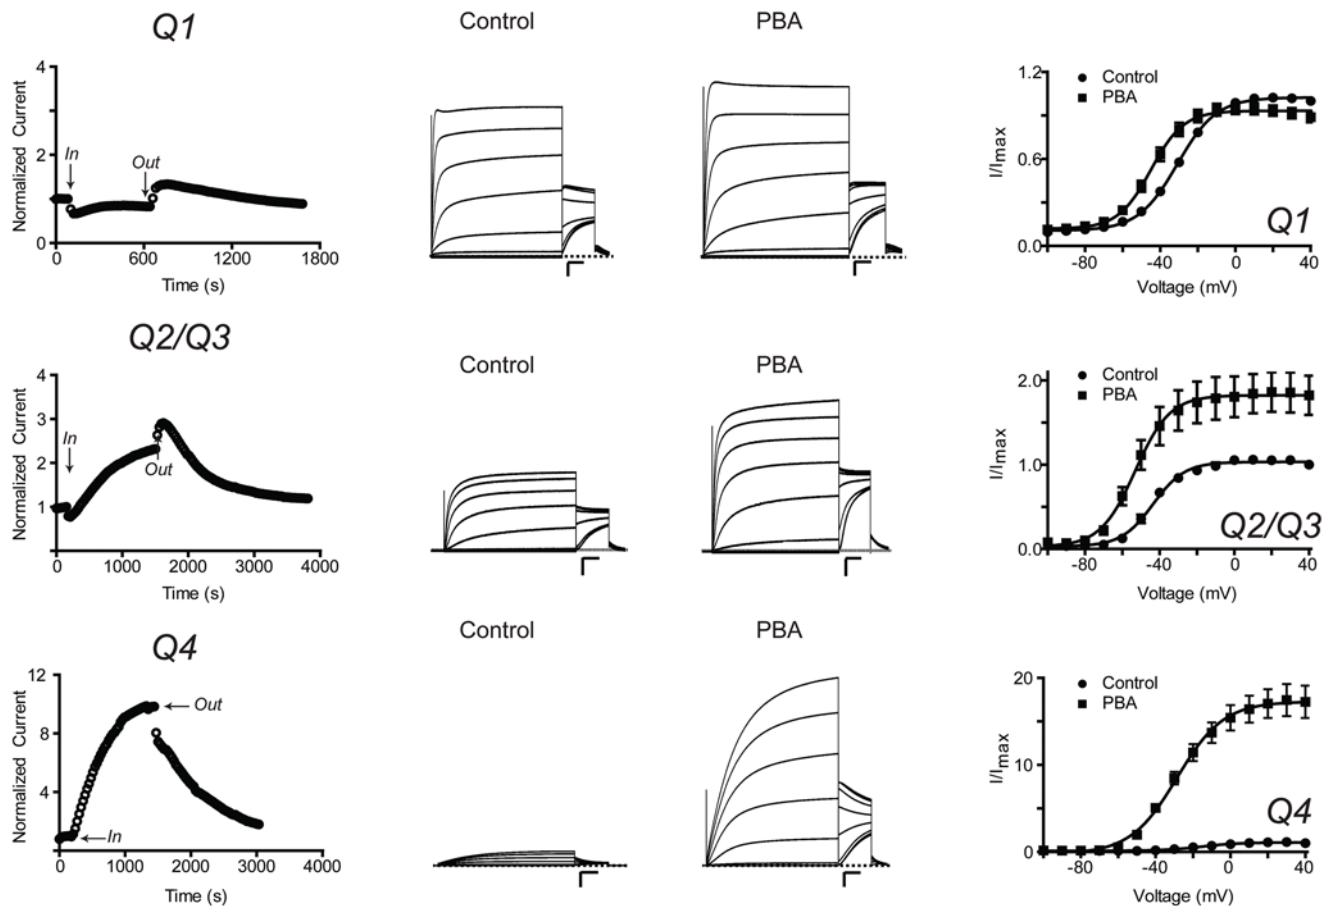 Q1
Control
PBA
4
2
0
Normalized Current
In
Out
0
600
1200
1800
Time (s)
1.2
0.6
0.0
I/Imax
Control
PBA
Q1
-80
-40
0
40
Voltage (mV)
Q2/Q3
Control
PBA
4
3
2
1
Normalized Current
In
Out
0
1000
2000
3000
4000
Time (s)
2.0
1.0
0.0
I/Imax
Control
PBA
Q2/Q3
-80
-40
0
40
Voltage (mV)
Q4
Control
PBA
12
8
4
Normalized Current
Out
In
0
1000
2000
3000
4000
Time (s)
20
10
0
I/Imax
Control
PBA
Q4
-80
-40
0
40
Voltage (mV)